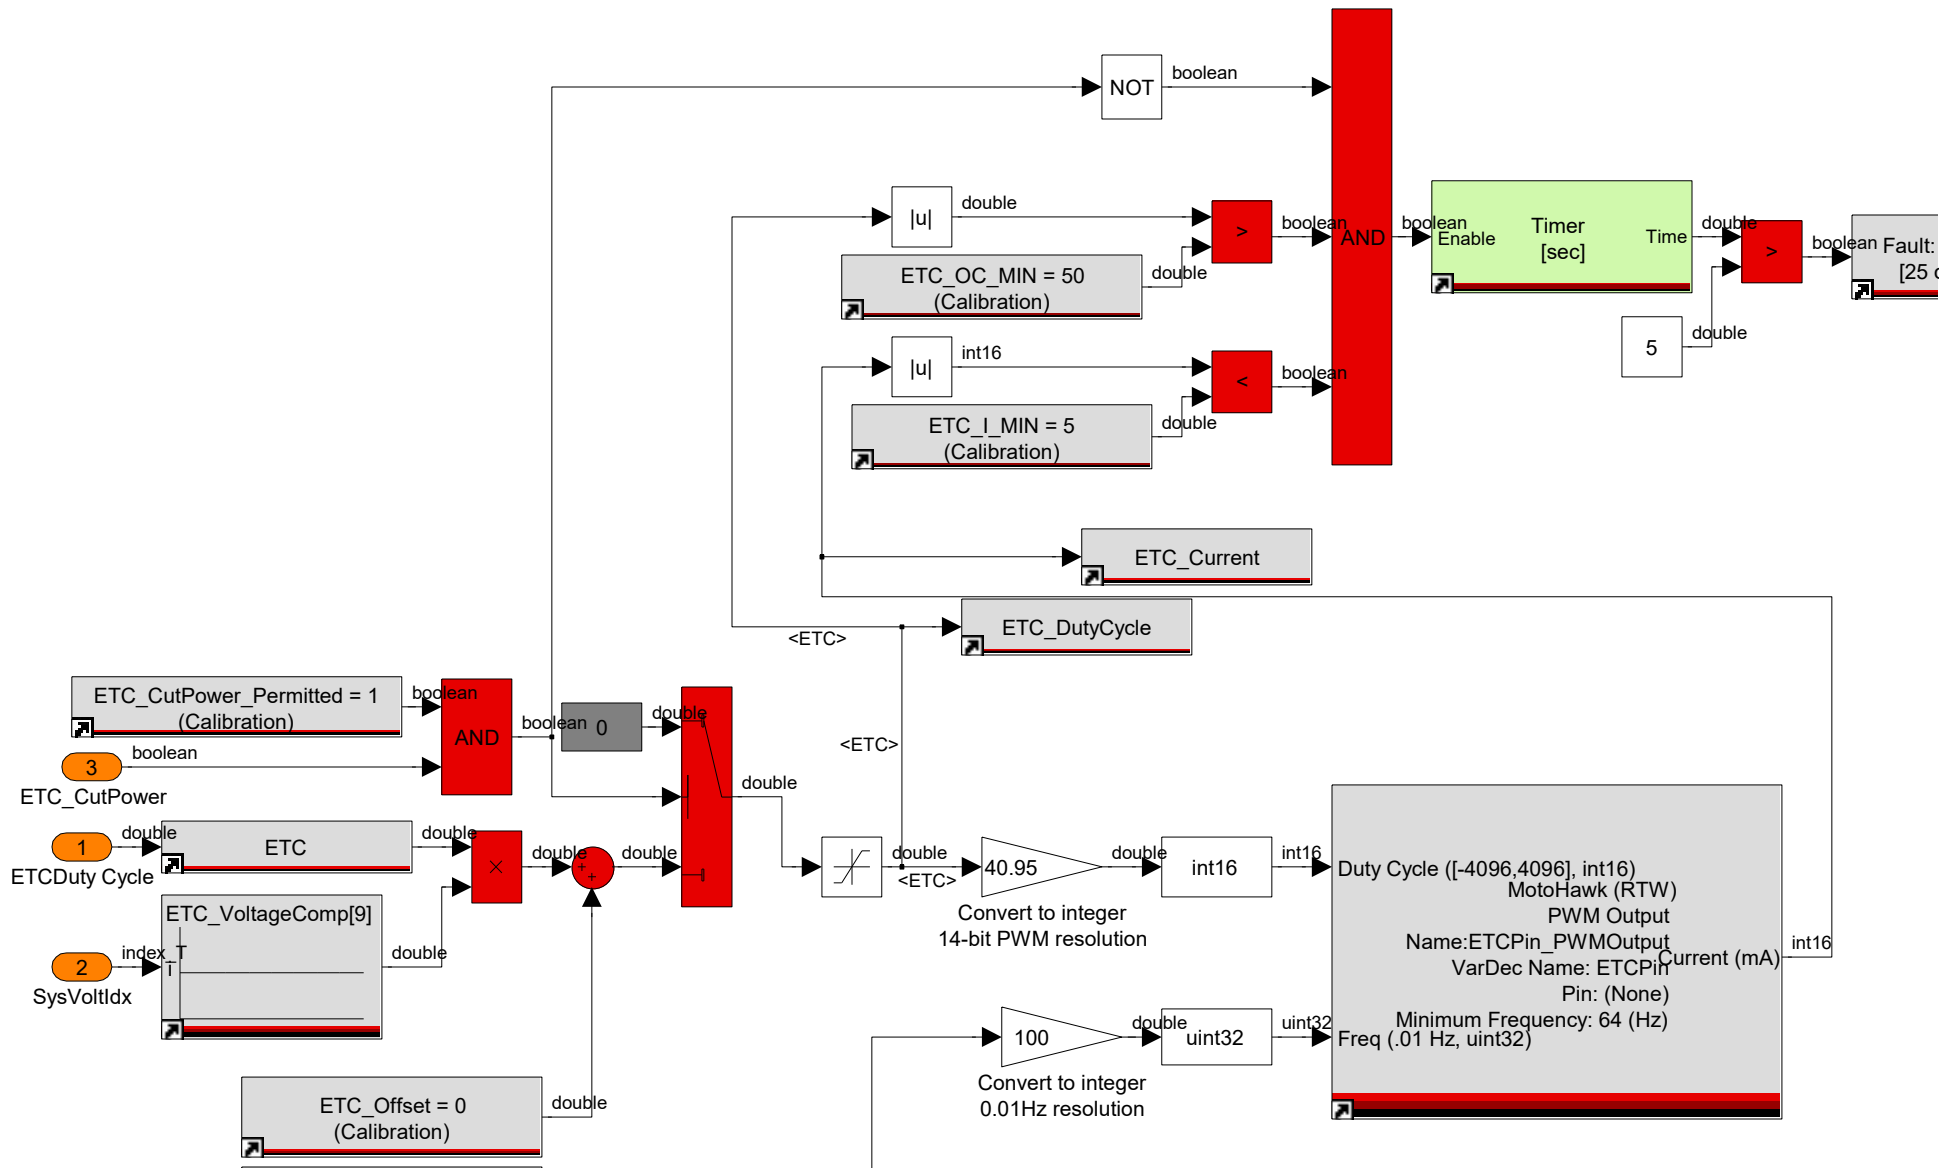 NOT
boolean
|u|
double
>
boolean
ETC_OC_MIN = 50
(Calibration)
double
|u|
int16
<
boolean
ETC_I_MIN = 5
(Calibration)
double
AND
boolean
Enable
Timer
[sec]
Time
double
>
boolean
Fault:
[25
5
double
ETC_Current
<ETC>
ETC_DutyCycle
ETC_CutPower_Permitted = 1
(Calibration)
boolean
3
boolean
ETC_CutPower
AND
boolean
0
double
<ETC>
double
1
double
ETCDuty Cycle
ETC
double
×
double
+
+
double
ETC_VoltageComp[9]
2
index_T
SysVoltIdx
double
T
ETC_Offset = 0
(Calibration)
double
double
<ETC>
40.95
double
Convert to integer
14-bit PWM resolution
int16
int16
Duty Cycle ([-4096,4096], int16)
MotoHawk (RTW)
PWM Output
Name:ETCPin_PWMOutput
VarDec Name: ETCPin
Current (mA)
Pin: (None)
Minimum Frequency: 64 (Hz)
Freq (.01 Hz, uint32)
int16
100
double
Convert to integer
0.01Hz resolution
uint32
uint32